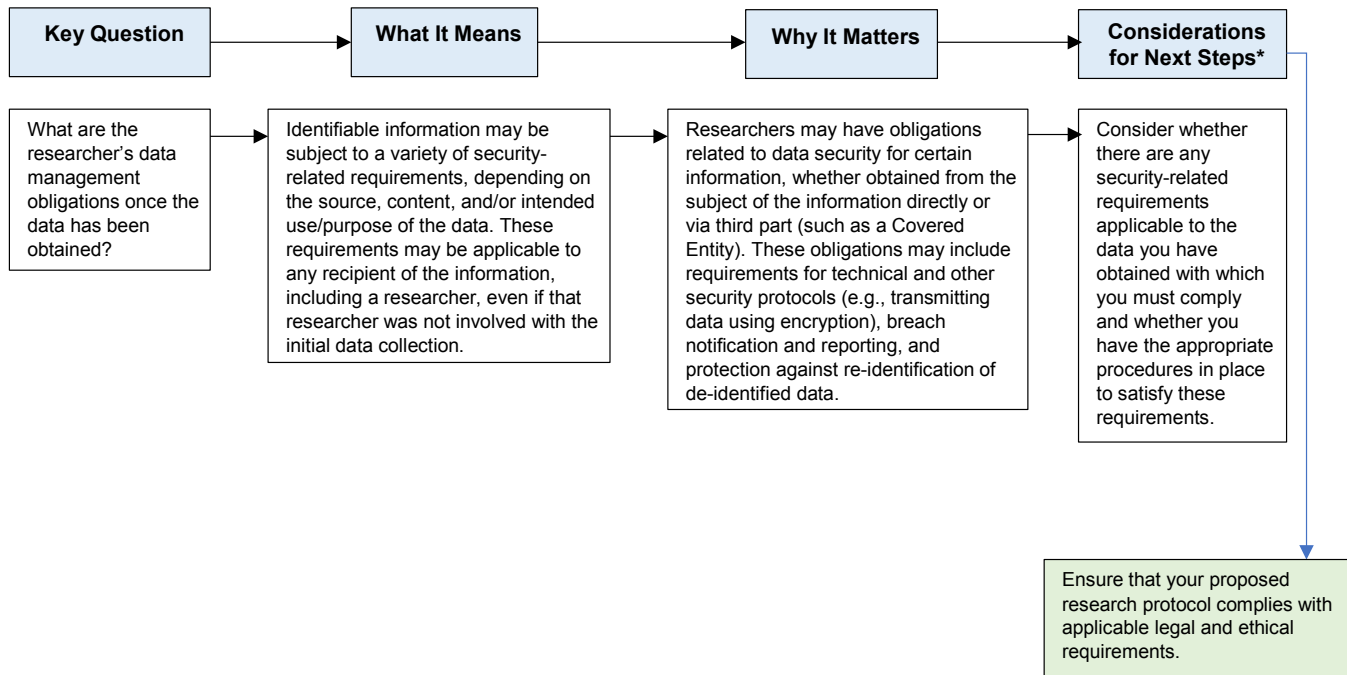 Key Question
What It Means
Why It Matters
Considerations
for Next Steps*
What are the
researcher’s data
management
obligations once the
data has been
obtained?
Identifiable information may be
subject to a variety of security-
related requirements, depending on
the source, content, and/or intended
use/purpose of the data. These
requirements may be applicable to
any recipient of the information,
including a researcher, even if that
researcher was not involved with the
initial data collection.
Researchers may have obligations
related to data security for certain
information, whether obtained from the
subject of the information directly or
via third part (such as a Covered
Entity). These obligations may include
requirements for technical and other
security protocols (e.g., transmitting
data using encryption), breach
notification and reporting, and
protection against re-identification of
de-identified data.
Consider whether
there are any
security-related
requirements
applicable to the
data you have
obtained with which
you must comply
and whether you
have the appropriate
procedures in place
to satisfy these
requirements.
Ensure that your proposed
research protocol complies with
applicable legal and ethical
requirements.